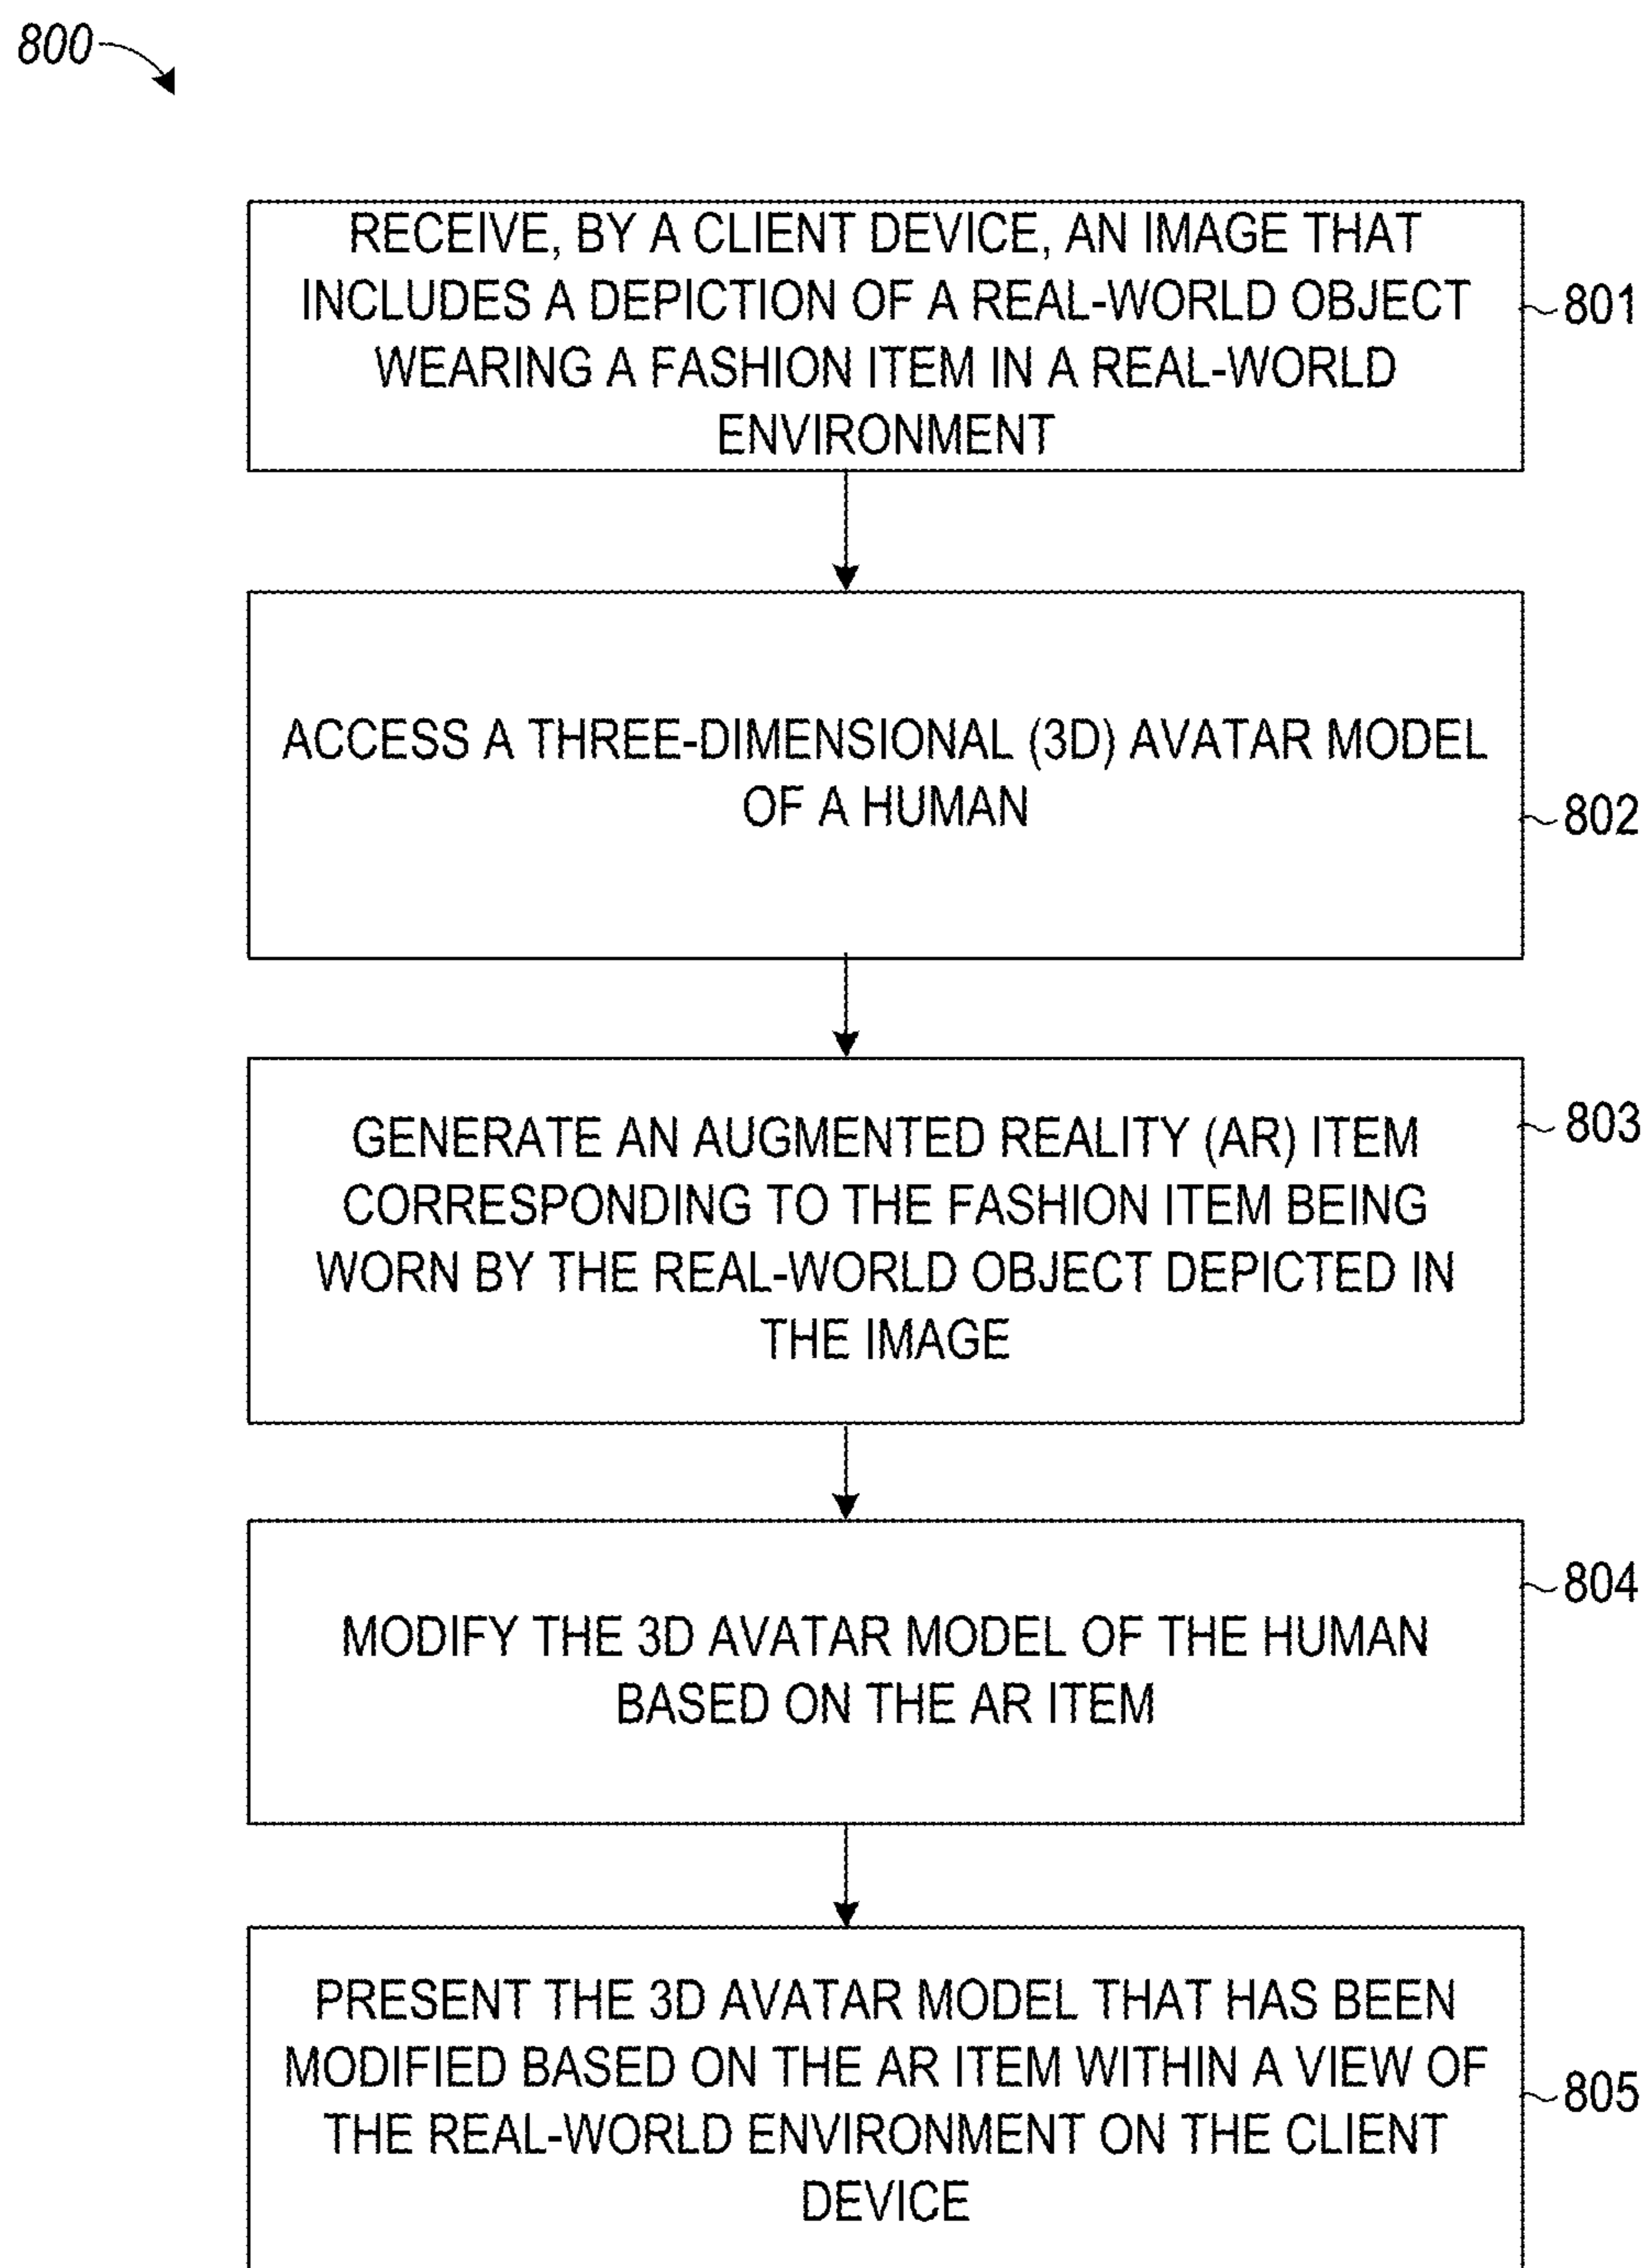 800
RECEIVE, BY A CLIENT DEVICE, AN IMAGE THAT
INCLUDES A DEPICTION OF A REAL-WORLD OBJECT
WEARING A FASHION ITEM IN A REAL-WORLD
ENVIRONMENT
801
ACCESS A THREE-DIMENSIONAL (3D) AVATAR MODEL
OF A HUMAN
802
GENERATE AN AUGMENTED REALITY (AR) ITEM
CORRESPONDING TO THE FASHION ITEM BEING
WORN BY THE REAL-WORLD OBJECT DEPICTED IN
THE IMAGE
803
MODIFY THE 3D AVATAR MODEL OF THE HUMAN
BASED ON THE AR ITEM
804
PRESENT THE 3D AVATAR MODEL THAT HAS BEEN
MODIFIED BASED ON THE AR ITEM WITHIN A VIEW OF
THE REAL-WORLD ENVIRONMENT ON THE CLIENT
DEVICE
805